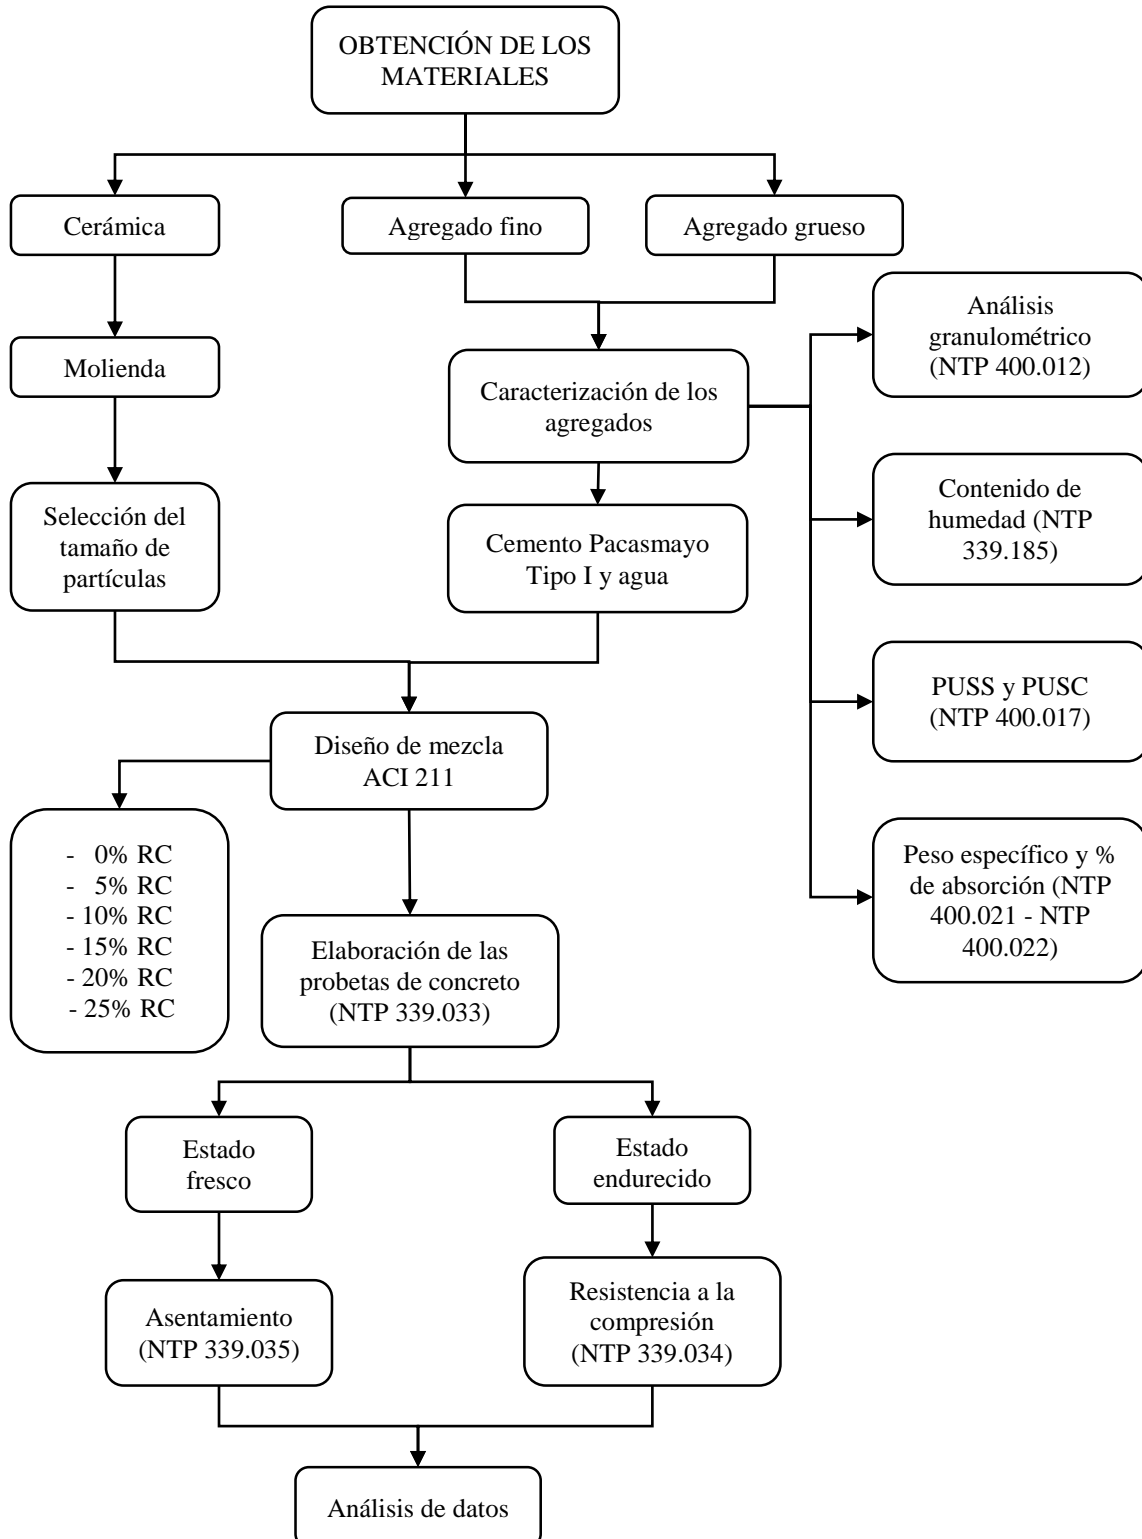 OBTENCIÓN DE LOS
MATERIALES
Cerámica
Agregado fino
Agregado grueso
Molienda
Caracterización de los
agregados
Análisis
granulométrico
(NTP 400.012)
Selección del
tamaño de
partículas
Cemento Pacasmayo
Tipo I y agua
Contenido de
humedad (NTP
339.185)
PUSS y PUSC
(NTP 400.017)
Diseño de mezcla
ACI 211
Peso específico y %
de absorción (NTP
400.021 - NTP
400.022)
- 0% RC
- 5% RC
- 10% RC
- 15% RC
- 20% RC
- 25% RC
Elaboración de las
probetas de concreto
(NTP 339.033)
Estado
fresco
Estado
endurecido
Asentamiento
(NTP 339.035)
Resistencia a la
compresión
(NTP 339.034)
Análisis de datos